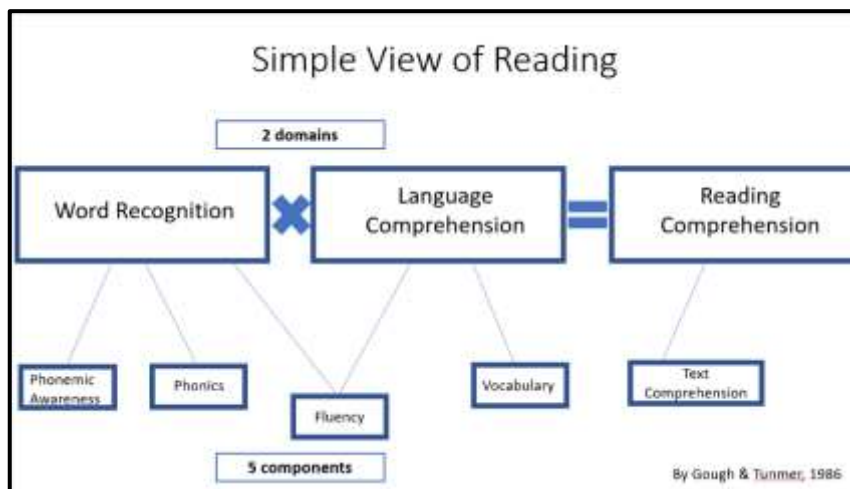 Simple View of Reading
2 domains
Word Recognition
Language
Comprehension
Reading
Comprehension
Phonemic
Awareness
Phonics
Fluency
Vocabulary
Text
Comprehension
5 components
By Gough & Tunmer, 1986